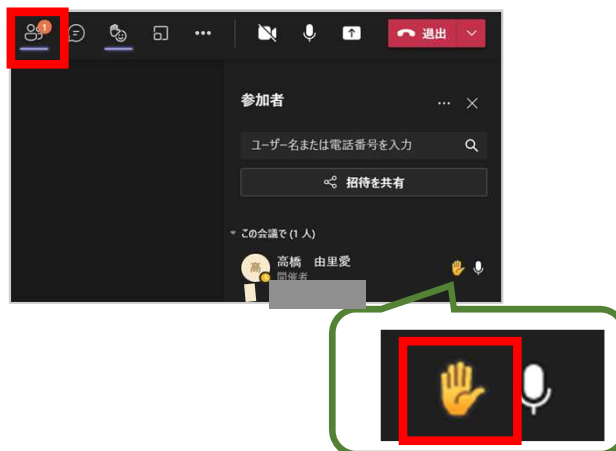 1
退出
参加者
ユーザー名または電話番号を入力
招待を共有
この会議で (1 人)
高
高橋 由里愛
開催者